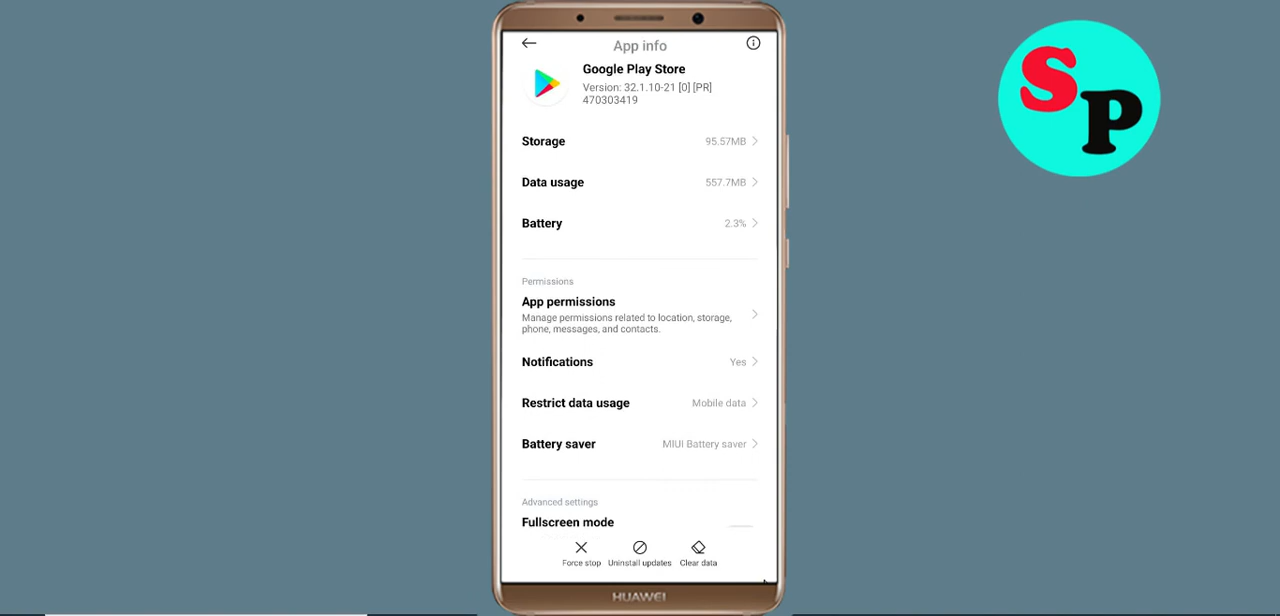 App info
Google Play Store
Version: 32.1.10-21 [0] [PR]
470303419
Storage 95.57MB
Data usage 557.7MB
Battery 2.3%
Permissions
App permissions
Manage permissions related to location, storage,
phone, messages, and contacts.
Notifications Yes
Restrict data usage Mobile data
Battery saver MIUI Battery saver
Advanced settings
Fullscreen mode
Force stop Uninstall updates Clear data
HUAWEI
SP